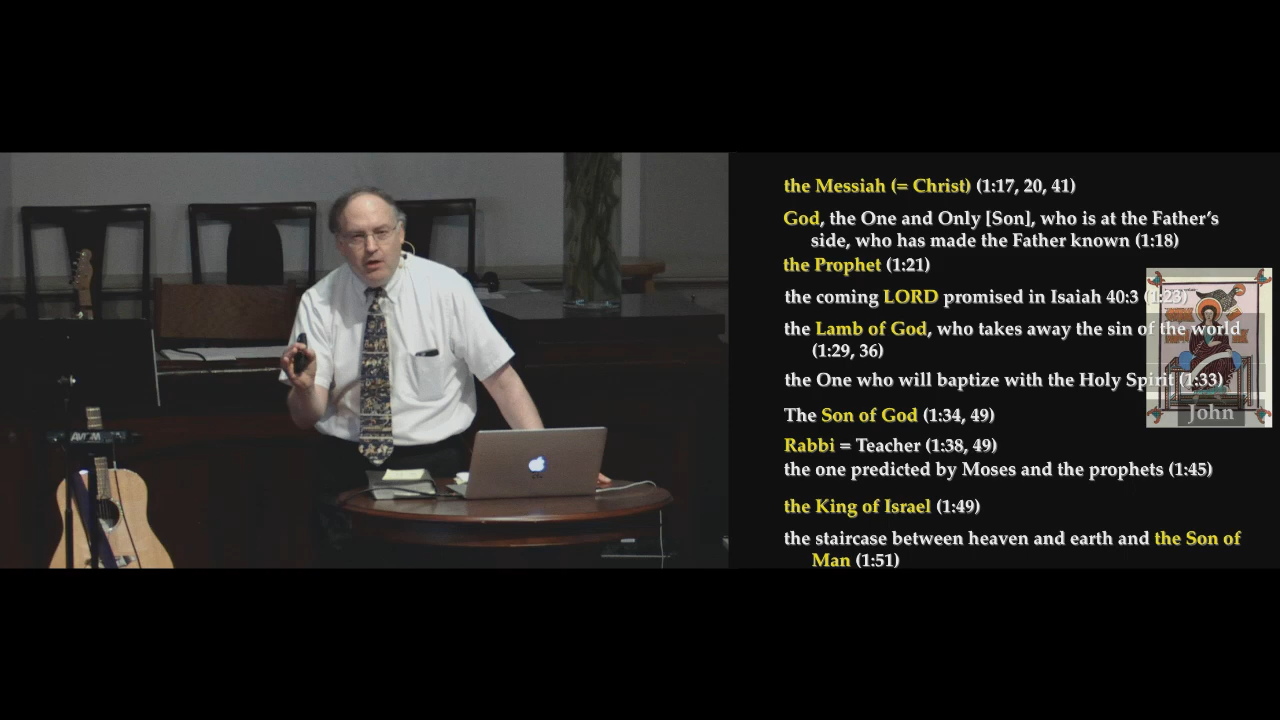 the Messiah (= Christ) (1:17, 20, 41)
God, the One and Only [Son], who is at the Father's
side, who has made the Father known (1:18)
the Prophet (1:21)
the coming LORD promised in Isaiah 40:3 (1:23)
the Lamb of God, who takes away the sin of the world
(1:29, 36)
the One who will baptize with the Holy Spirit (1:33)
The Son of God (1:34, 49)
John
Rabbi = Teacher (1:38, 49)
the one predicted by Moses and the prophets (1:45)
the King of Israel (1:49)
the staircase between heaven and earth and the Son of
Man (1:51)